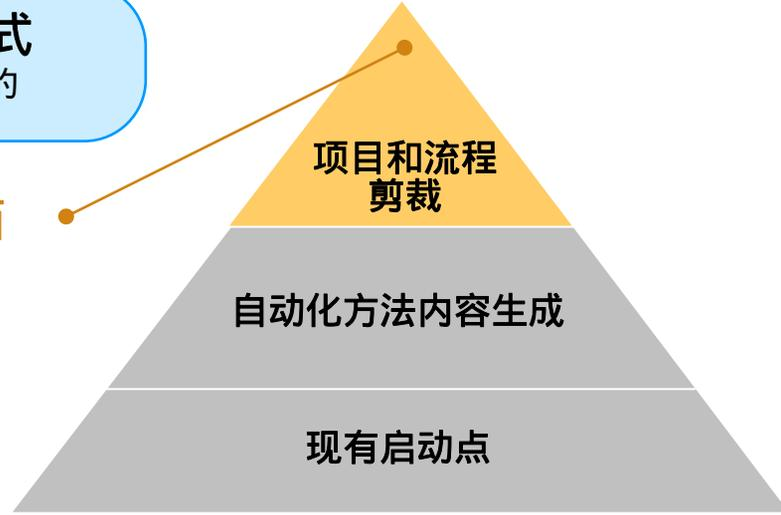 式
的
项目和流程
剪裁
自动化方法内容生成
现有启动点